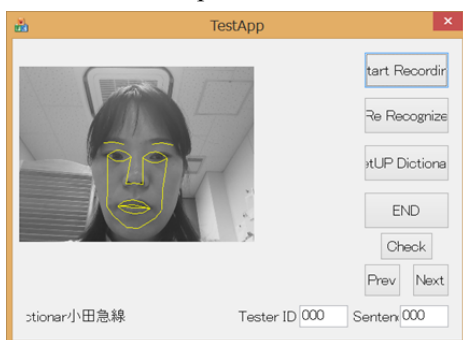 TestApp
tart Recordin
Re Recognize
etUP Dictiona
END
Check
Prev Next
ctionar小田急線
Tester ID 000 Senten 000